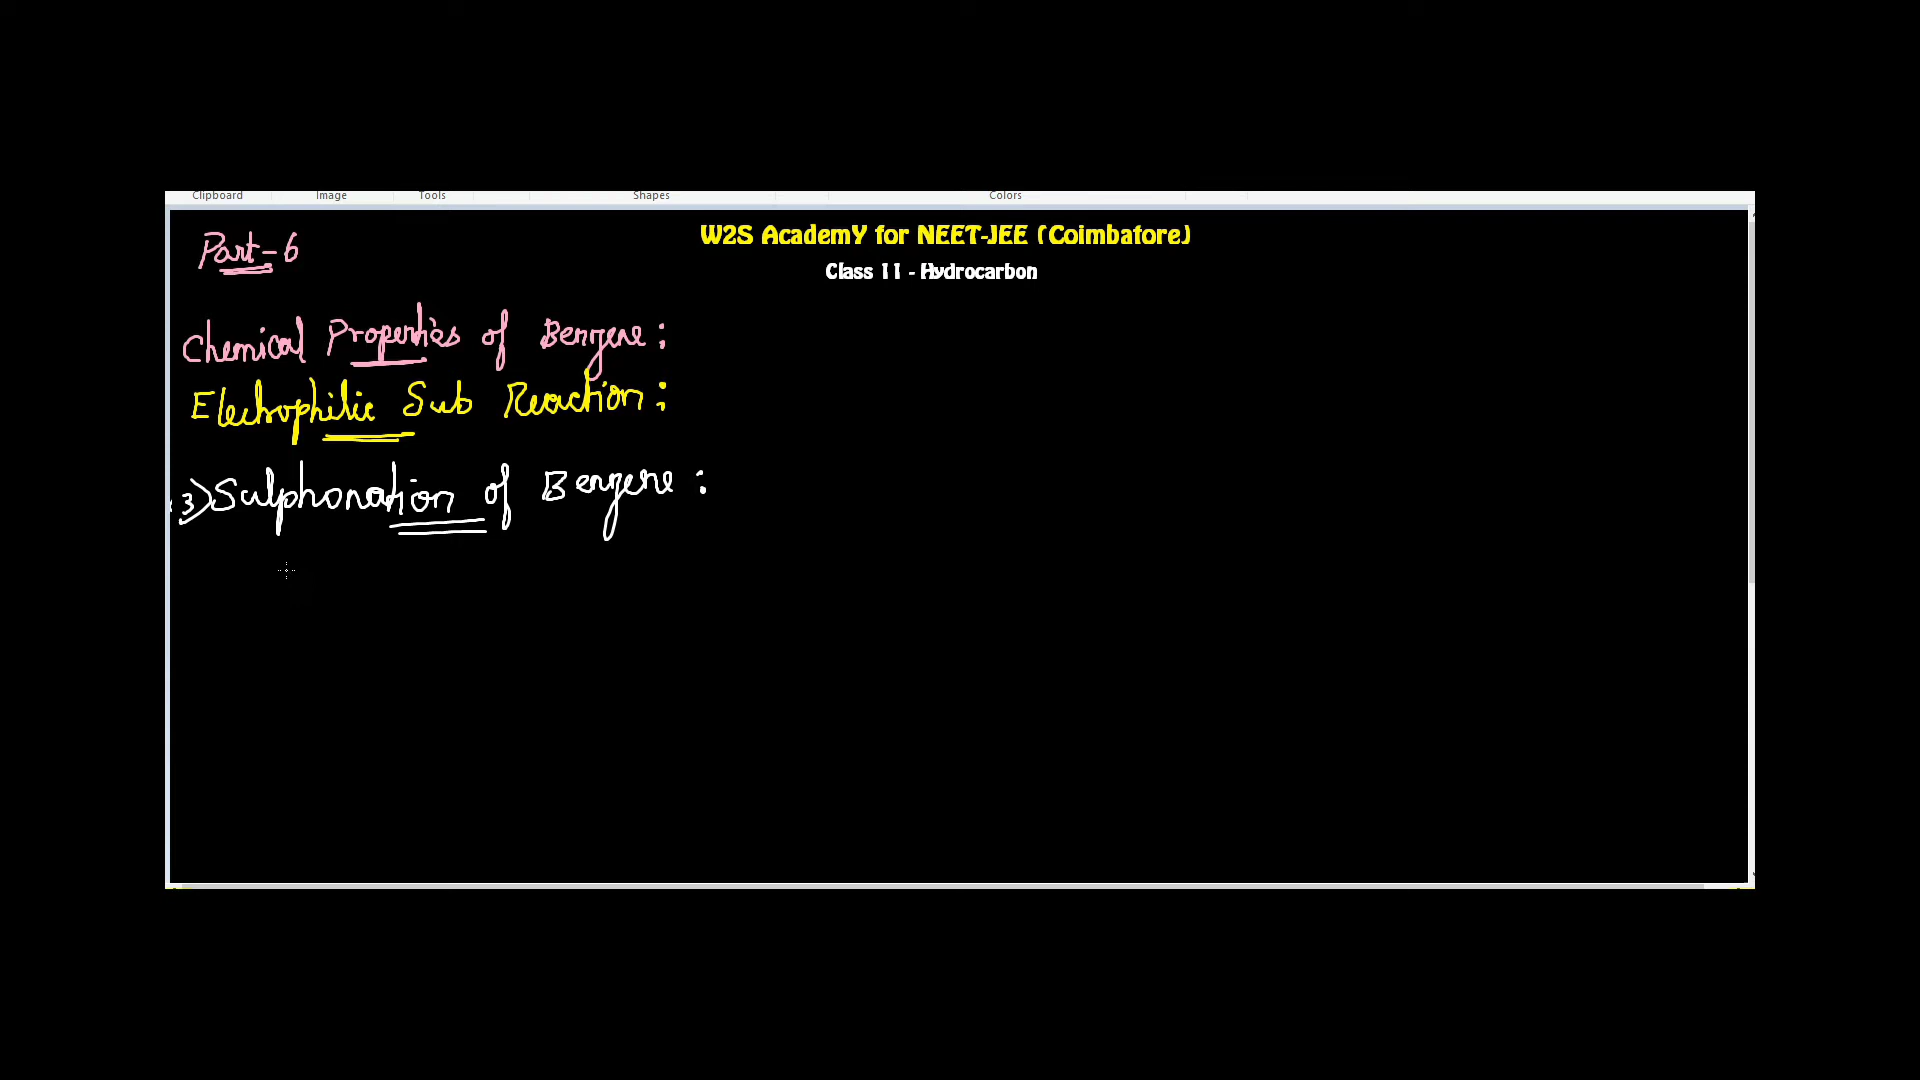 Clipboard Image Tools Shapes Colors
W2S AcademY for NEET-JEE (Coimbatore)
Part-6
Class 11 - Hydrocarbon
Chemical Properties of Benzene :
Electrophilic Sub Reaction :
3) Sulphonation of Benzene :